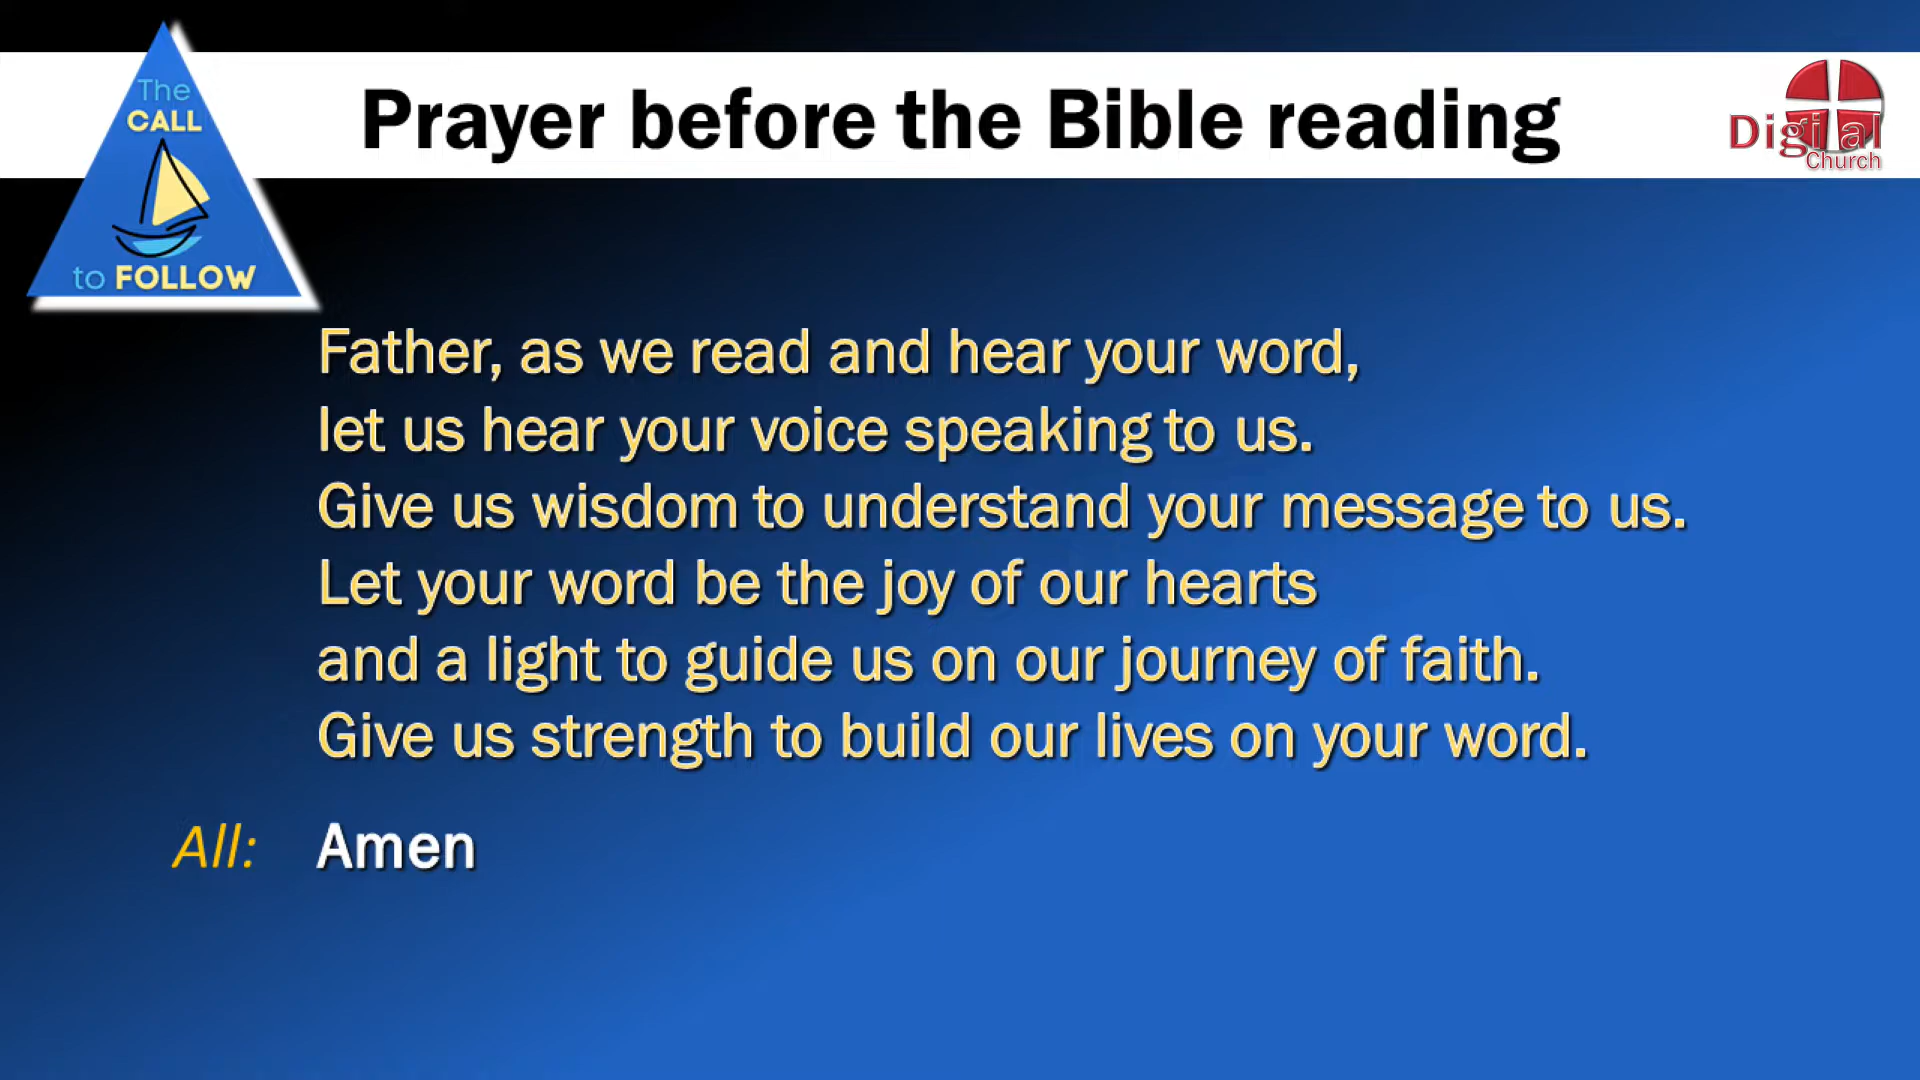 The
CALL
to FOLLOW
Prayer before the Bible reading
Digital
Church
Father, as we read and hear your word,
let us hear your voice speaking to us.
Give us wisdom to understand your message to us.
Let your word be the joy of our hearts
and a light to guide us on our journey of faith.
Give us strength to build our lives on your word.
All: Amen